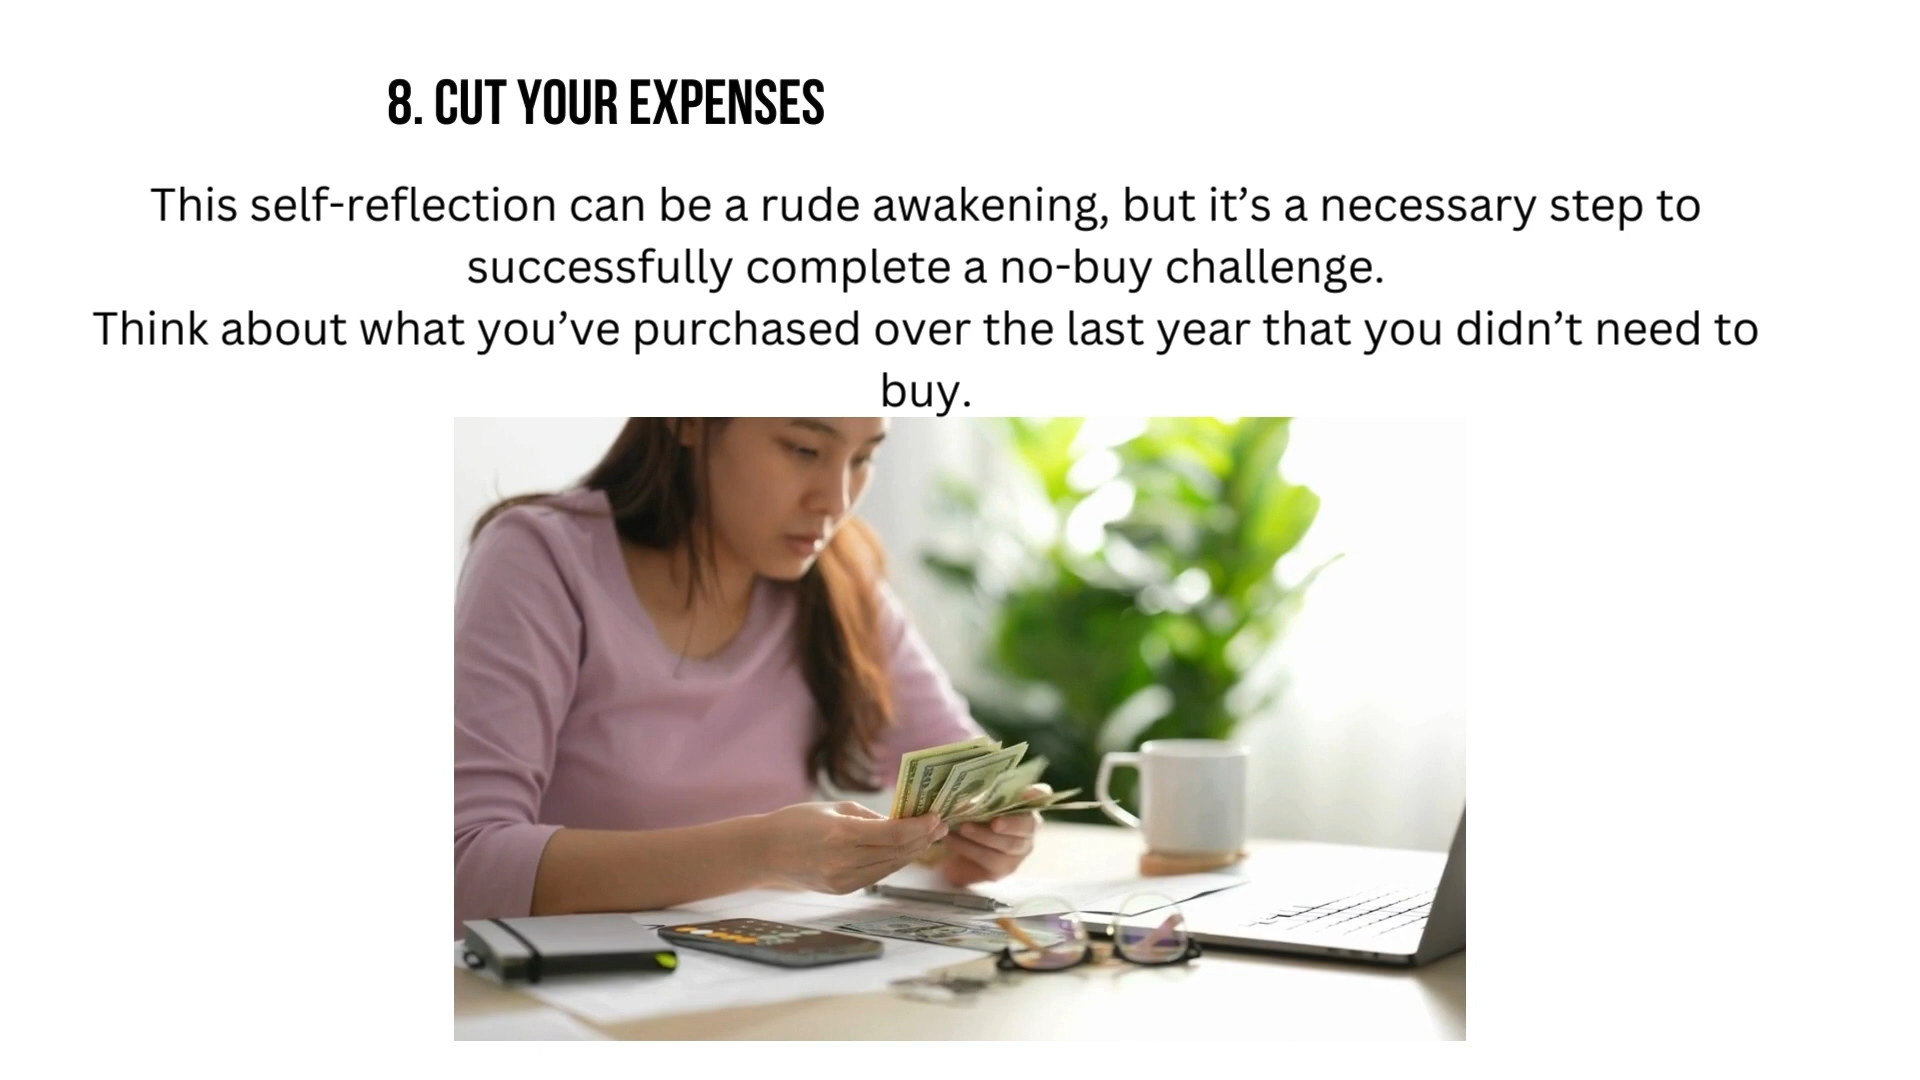 8. CUT YOUR EXPENSES
This self-reflection can be a rude awakening, but it’s a necessary step to
successfully complete a no-buy challenge.
Think about what you’ve purchased over the last year that you didn’t need to
buy.